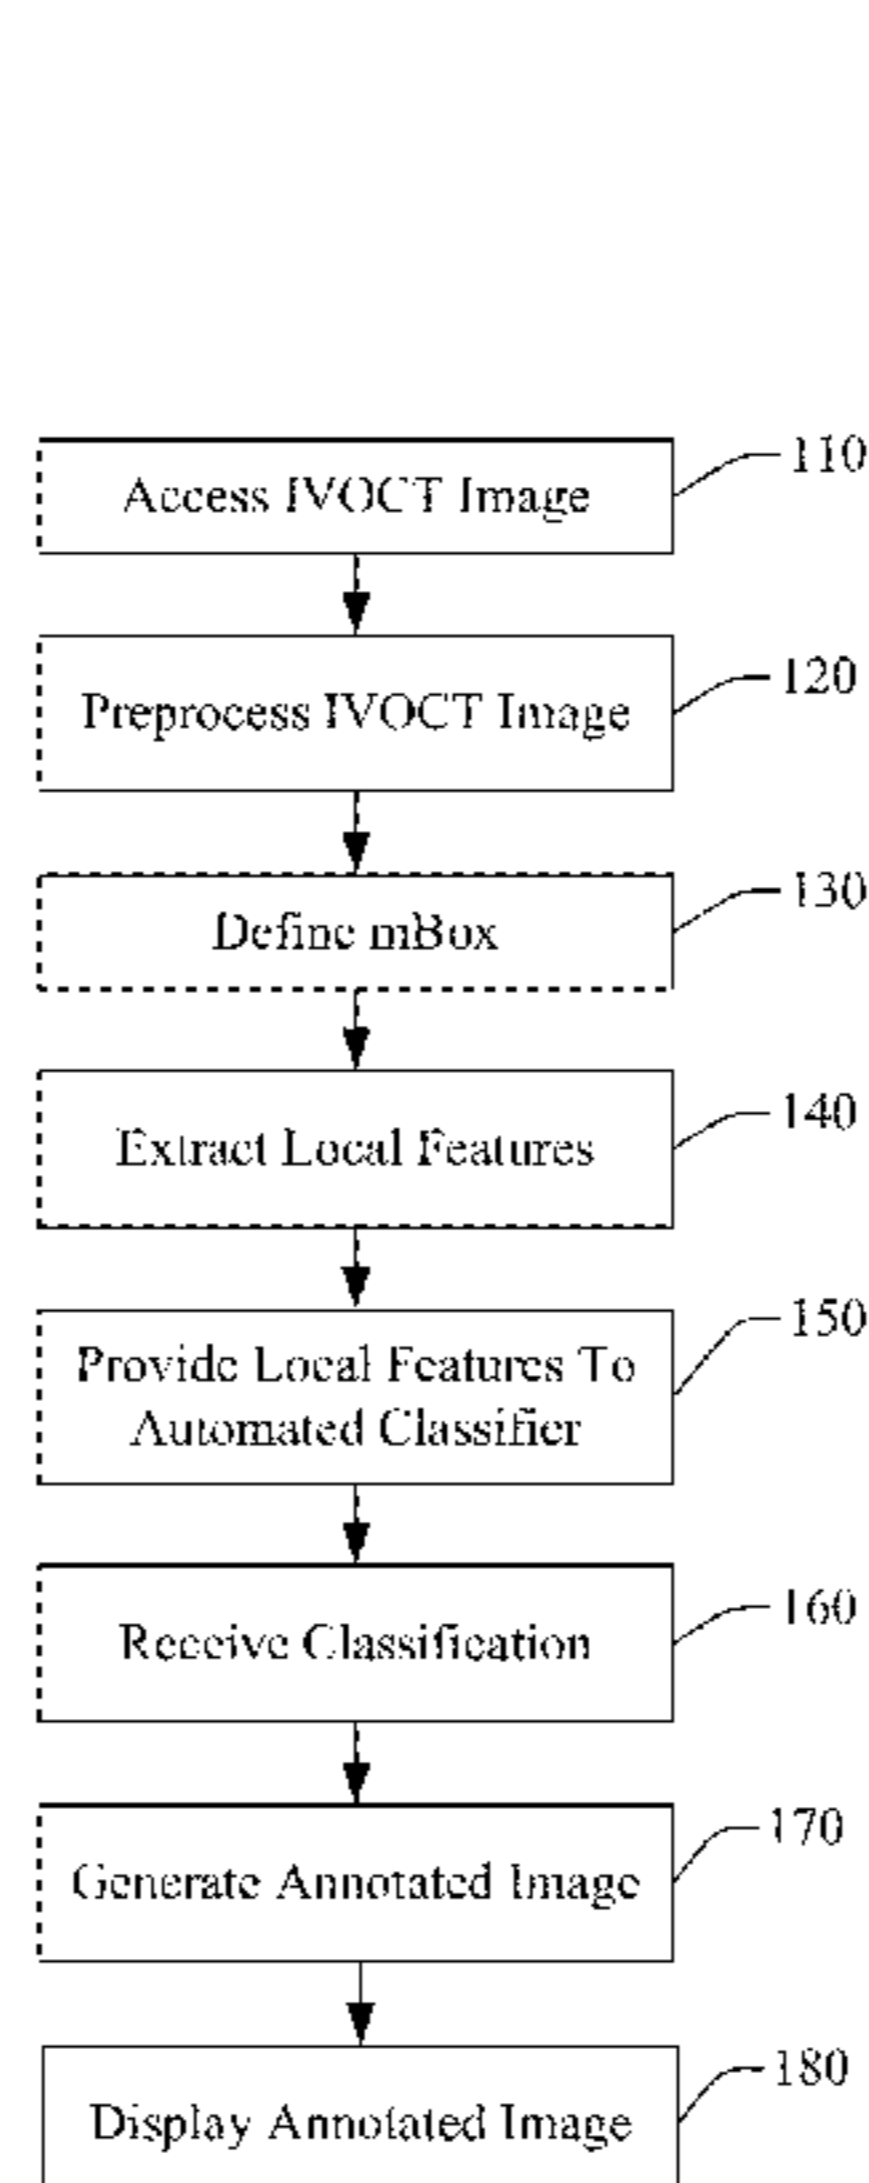 Access IVOCT Image
110
Preprocess IVOCT Image
120
Define mBox
130
Extract Local Features
140
Provide Local Features To
Automated Classifier
150
Receive Classification
160
Generate Annotated Image
170
Display Annotated Image
180